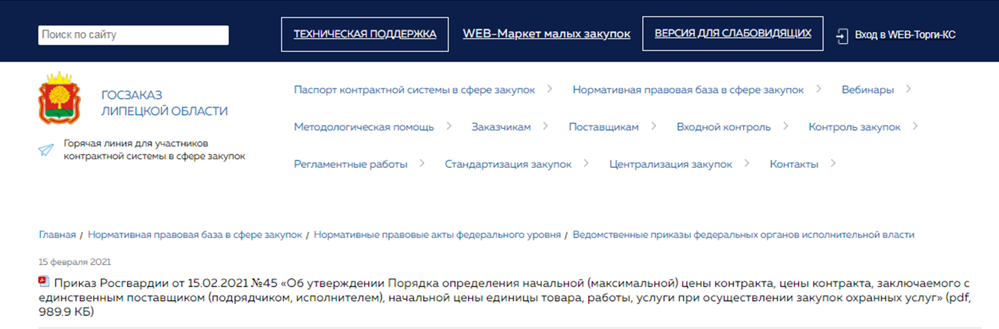 Поиск по сайту
ТЕХНИЧЕСКАЯ ПОДДЕРЖКА
WEB-Маркет малых закупок
ВЕРСИЯ ДЛЯ СЛАБОВИДЯЩИХ
Вход в WEB-Торги-КС
ГОСЗАКАЗ
ЛИПЕЦКОЙ ОБЛАСТИ
Горячая линия для участников
контрактной системы в сфере закупок
Паспорт контрактной системы в сфере закупок
Нормативная правовая база в сфере закупок
Вебинары
Методологическая помощь
Заказчикам
Поставщикам
Входной контроль
Контроль закупок
Регламентные работы
Стандартизация закупок
Централизация закупок
Контакты
Главная / Нормативная правовая база в сфере закупок / Нормативные правовые акты федерального уровня / Ведомственные приказы федеральных органов исполнительной власти
15 февраля 2021
Приказ Росгвардии от 15.02.2021 №45 «Об утверждении Порядка определения начальной (максимальной) цены контракта, цены контракта, заключаемого с
единственным поставщиком (подрядчиком, исполнителем), начальной цены единицы товара, работы, услуги при осуществлении закупок охранных услуг» (pdf,
989.9 КБ)